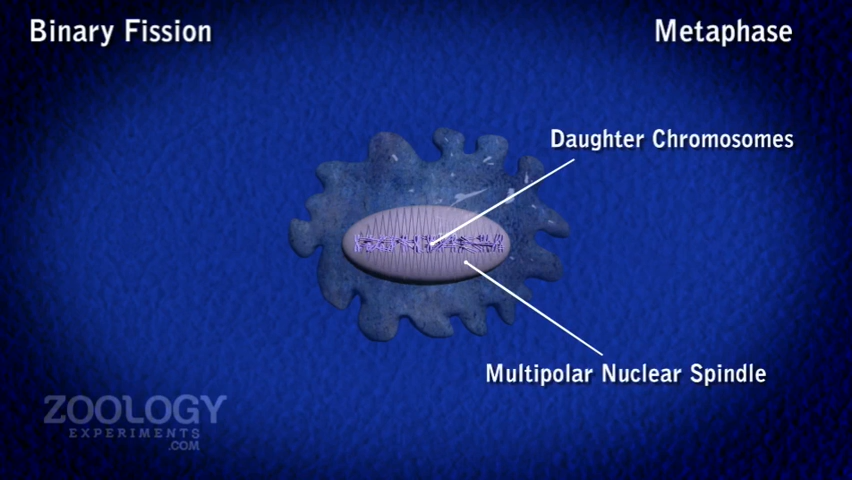 Binary Fission
Metaphase
Daughter Chromosomes
Multipolar Nuclear Spindle
ZOOLOGY
EXPERIMENTS
.COM